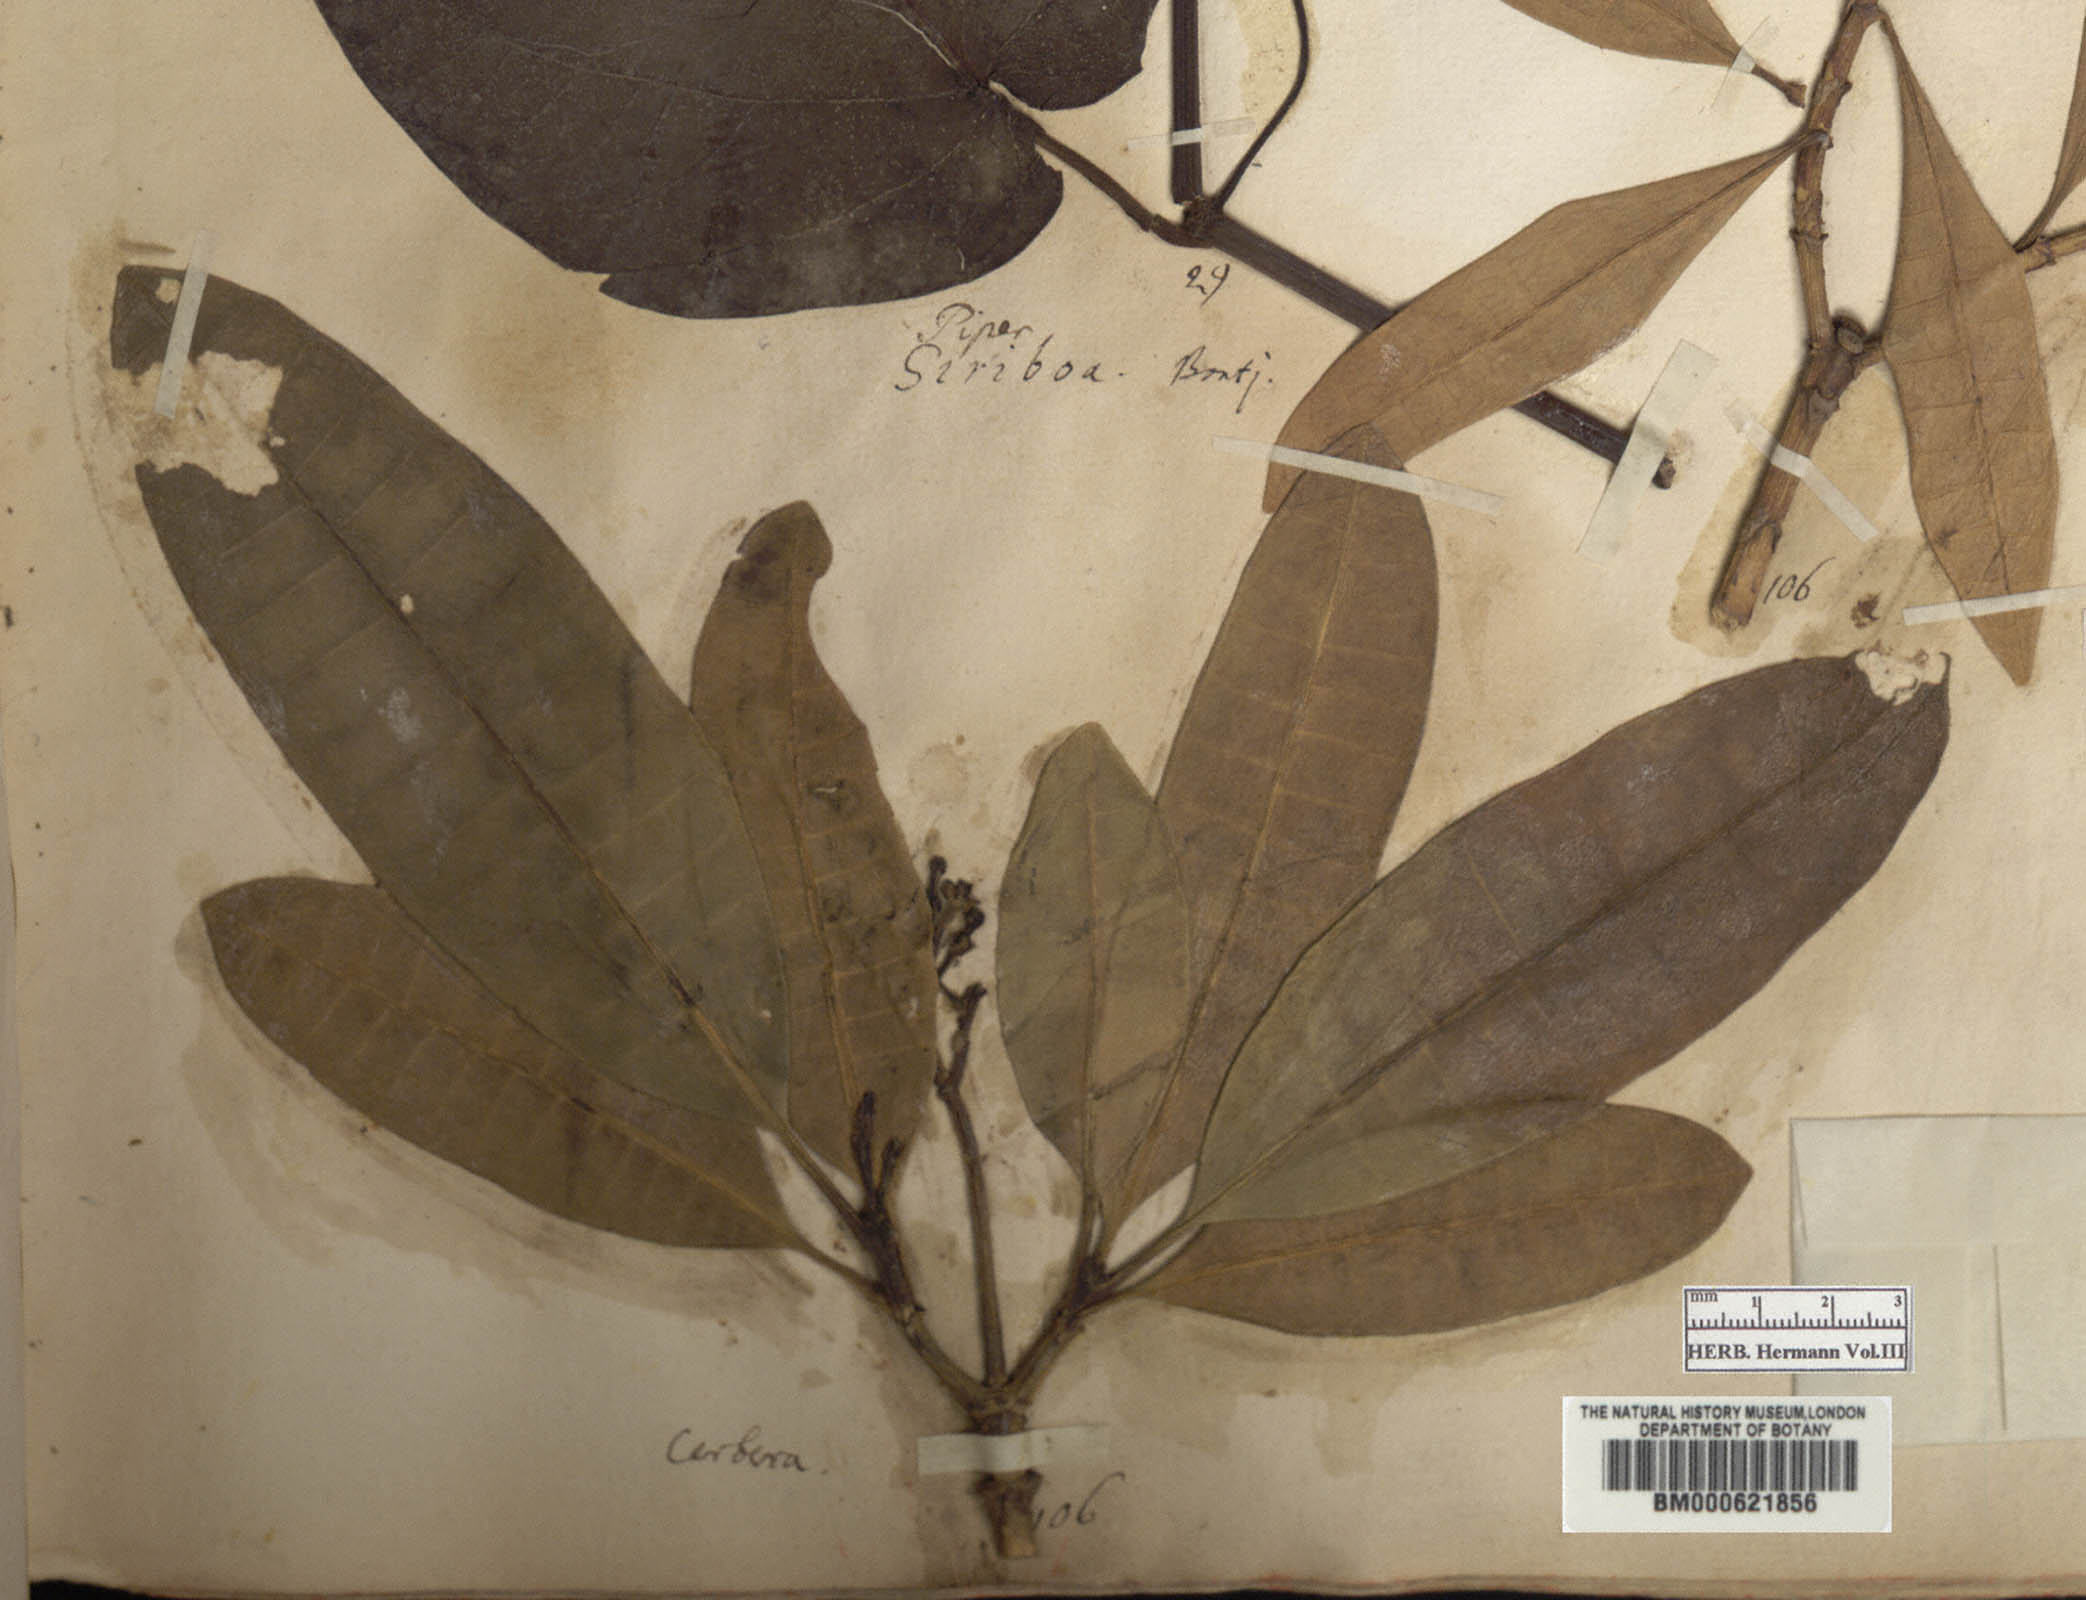 29
Piper
Siriboa. Bontj.
106
mm 1 2 3
HERB. Hermann Vol.III
THE NATURAL HISTORY MUSEUM,LONDON
DEPARTMENT OF BOTANY
BM000621856
Cerbera.
106